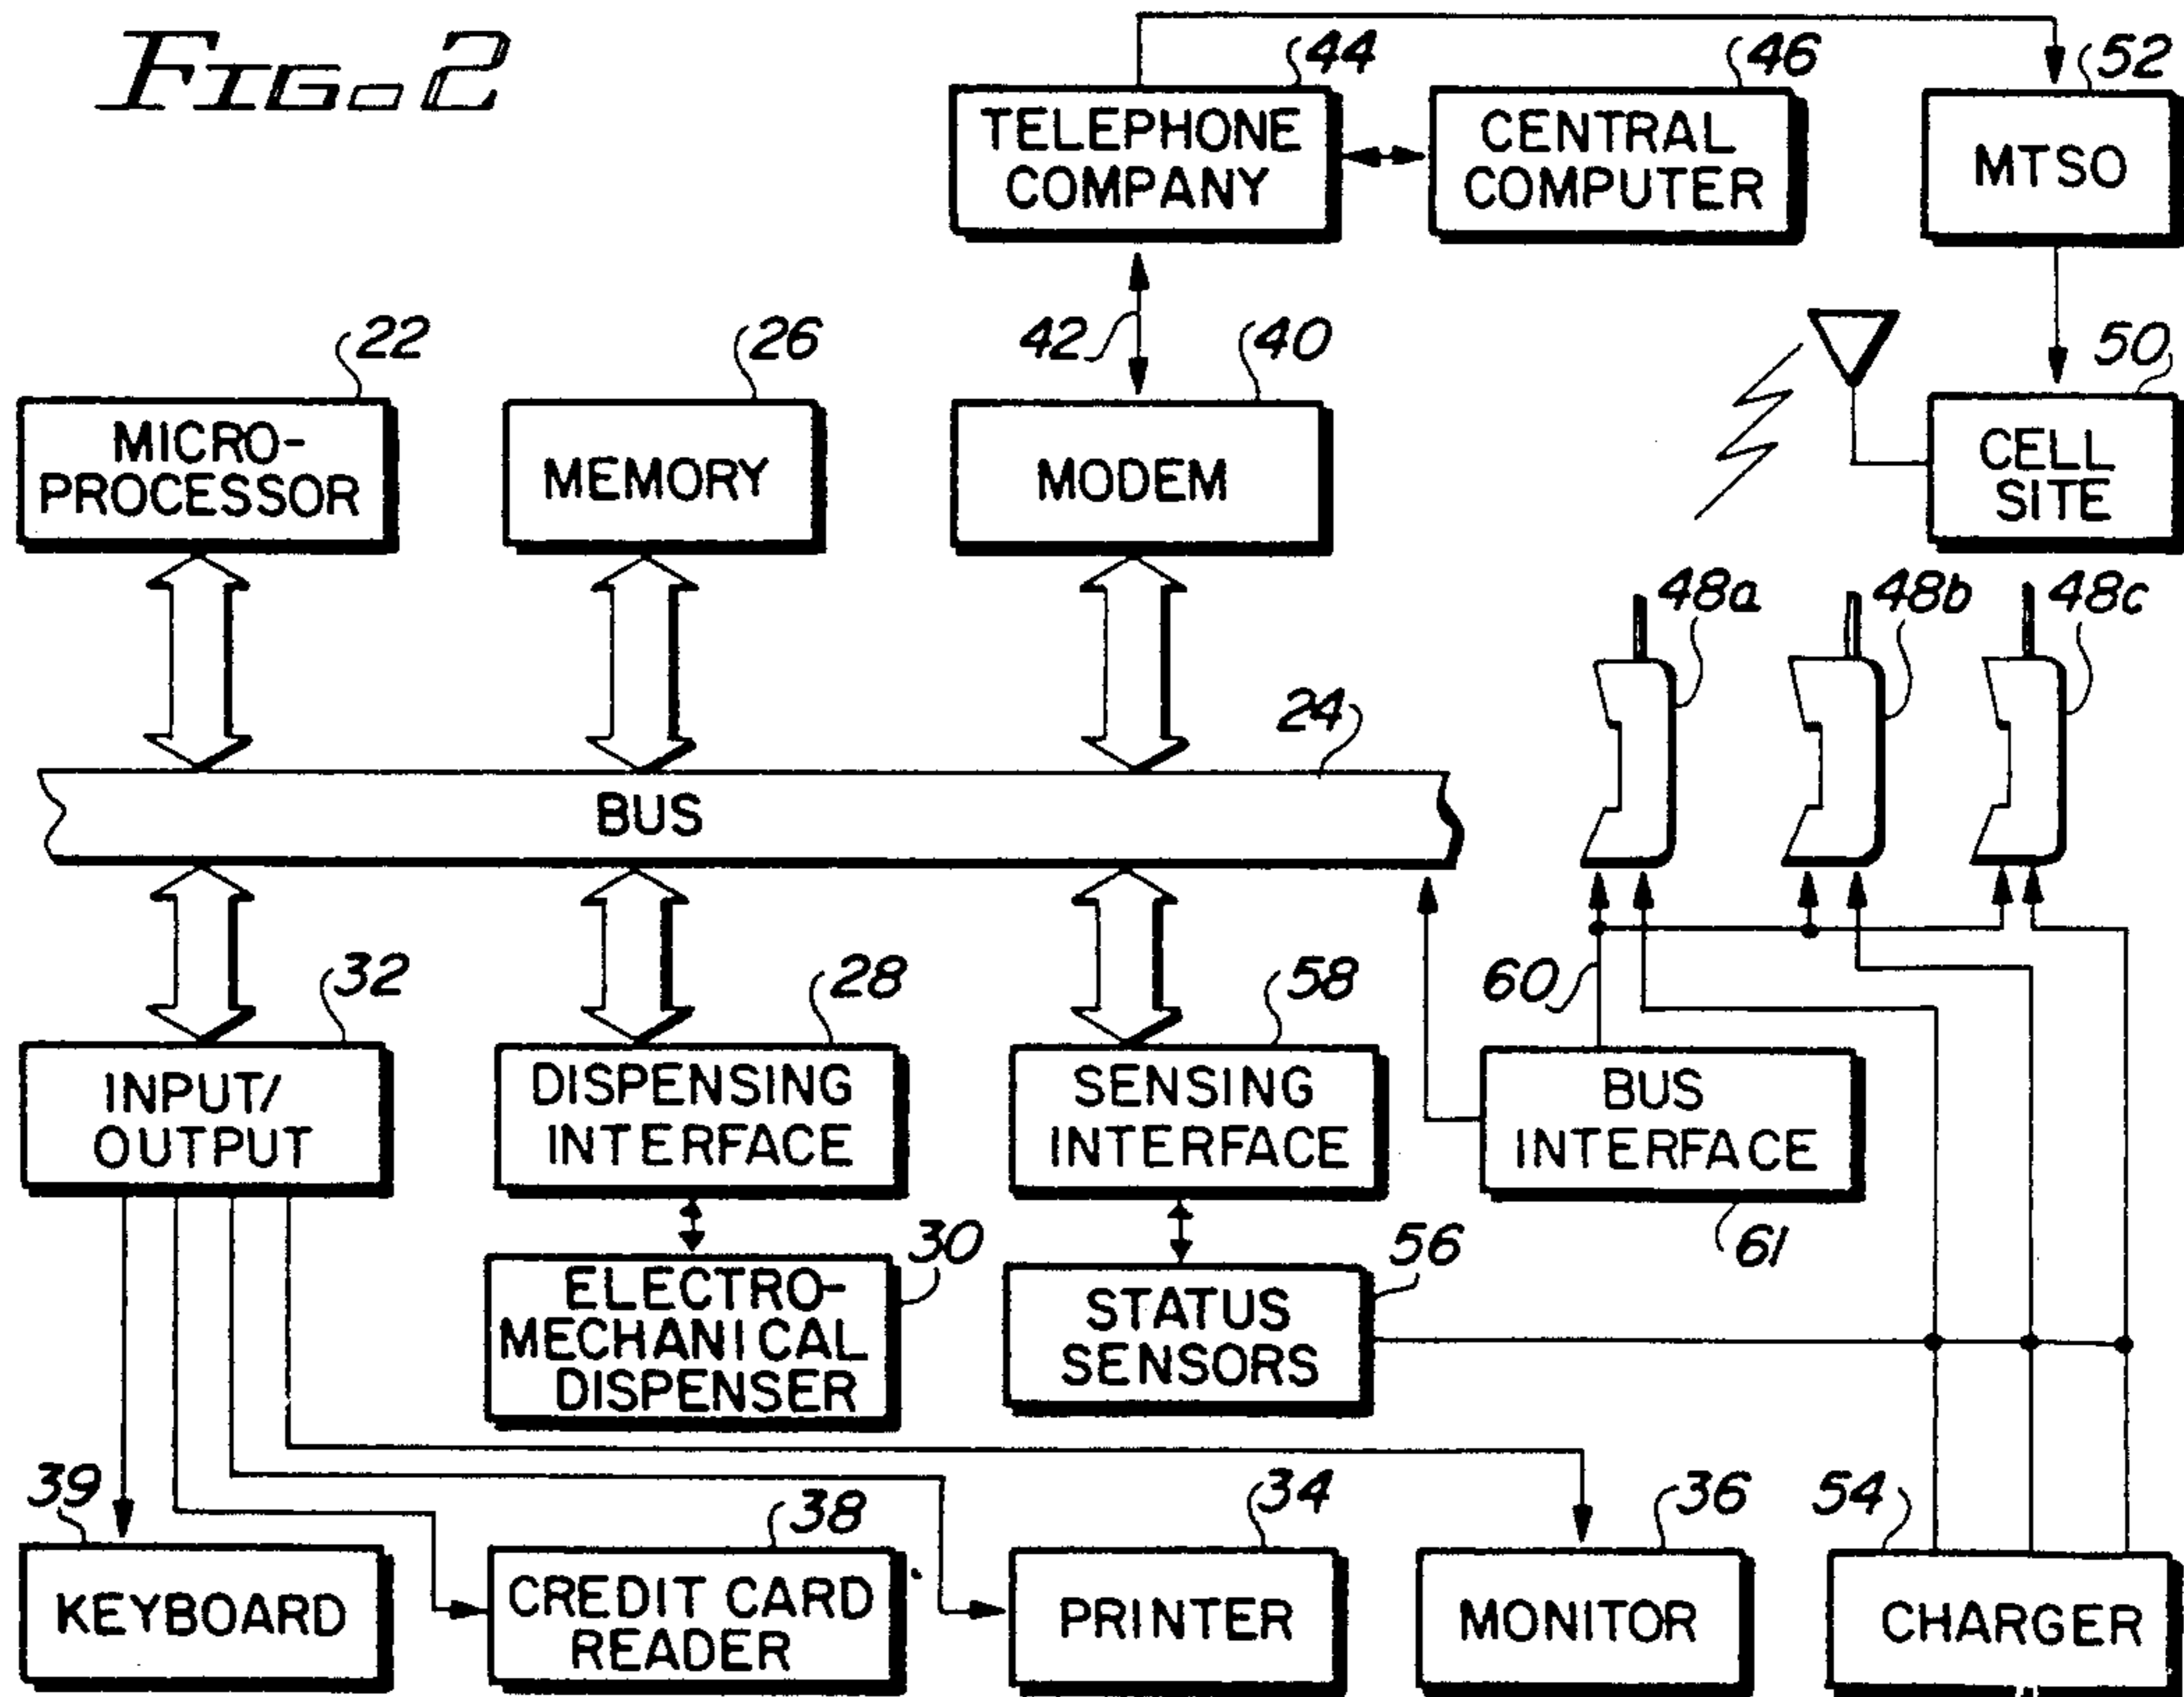 FIG. 2
44
46
52
TELEPHONE
COMPANY
CENTRAL
COMPUTER
MTSO
22
26
42
40
50
MICRO-
PROCESSOR
MEMORY
MODEM
CELL
SITE
48a
48b
48c
24
BUS
32
28
58
60
INPUT/
OUTPUT
DISPENSING
INTERFACE
SENSING
INTERFACE
BUS
INTERFACE
30
56
61
ELECTRO-
MECHANICAL
DISPENSER
STATUS
SENSORS
39
38
34
36
54
KEYBOARD
CREDIT CARD
READER
PRINTER
MONITOR
CHARGER